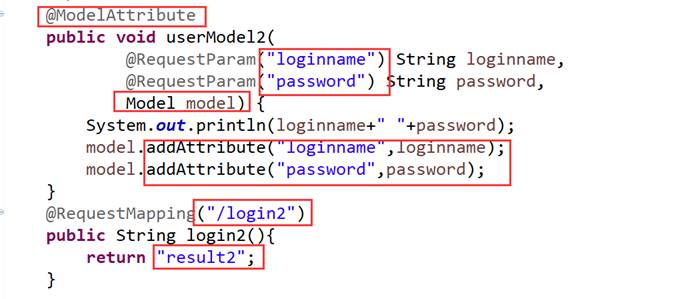 @ModelAttribute
public void userModel2(
@RequestParam("loginname") String loginname,
@RequestParam("password") String password,
Model model) {
System.out.println(loginname+" "+password);
model.addAttribute("loginname",loginname);
model.addAttribute("password",password);
}
@RequestMapping("/login2")
public String login2(){
return "result2";
}